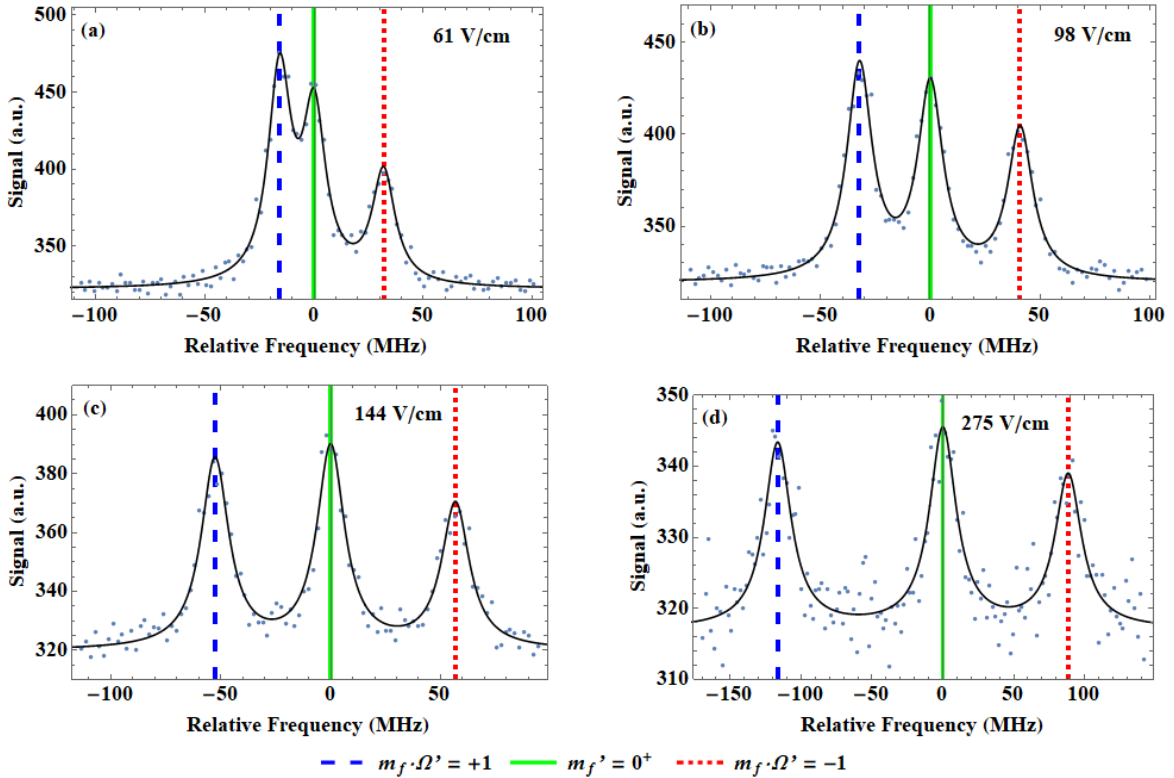 (a)
61 V/cm
500
450
400
350
Signal (a.u.)
−100 −50 0 50 100
Relative Frequency (MHz)
(b)
98 V/cm
450
400
350
Signal (a.u.)
−100 −50 0 50 100
Relative Frequency (MHz)
(c)
144 V/cm
400
380
360
340
320
Signal (a.u.)
−100 −50 0 50
Relative Frequency (MHz)
(d)
275 V/cm
350
340
330
320
310
Signal (a.u.)
−150 −100 −50 0 50 100
Relative Frequency (MHz)
m_f·Ω’ = +1 m_f’ = 0⁺ m_f·Ω’ = −1